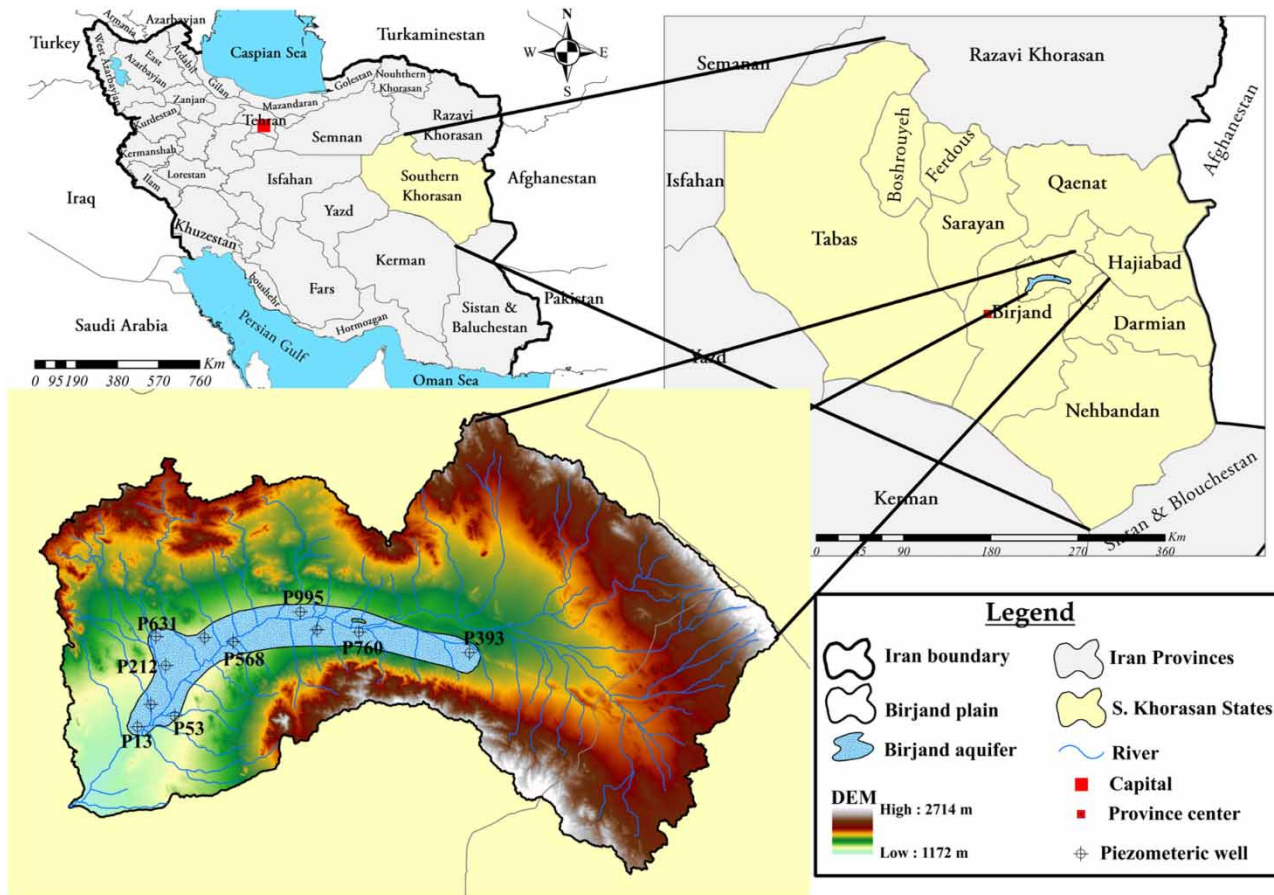 Armania
Azarbayjan
Turkey
West Azarbayjan
East
Azarbayjan
Ardabil
Gilan
Caspian Sea
Turkaminestan
N
W
E
S
Zanjan
Mazandaran
Golestan
Nouhthern
Khorasan
Kurdestan
Tehran
Semnan
Razavi
Khorasan
Kermanshah
Ilam
Lorestan
Isfahan
Southern
Khorasan
Afghanestan
Iraq
Khuzestan
Yazd
Kerman
boushehr
Fars
Hormozgan
Sistan &
Baluchestan
Pakistan
Saudi Arabia
Persian Gulf
Oman Sea
Km
0 95 190 380 570 760
Semanan
Razavi Khorasan
Afghanestan
Isfahan
Boshrouyeh
Ferdous
Qaenat
Tabas
Sarayan
Hajiabad
Birjand
Darmian
Yazd
Nehbandan
Kerman
Sistan & Blouchestan
Km
0 45 90 180 270 360
P995
P631
P568
P760
P393
P212
P53
P13
Legend
Iran boundary
Iran Provinces
Birjand plain
S. Khorasan States
Birjand aquifer
River
Capital
DEM
High : 2714 m
Province center
Low : 1172 m
Piezometeric well